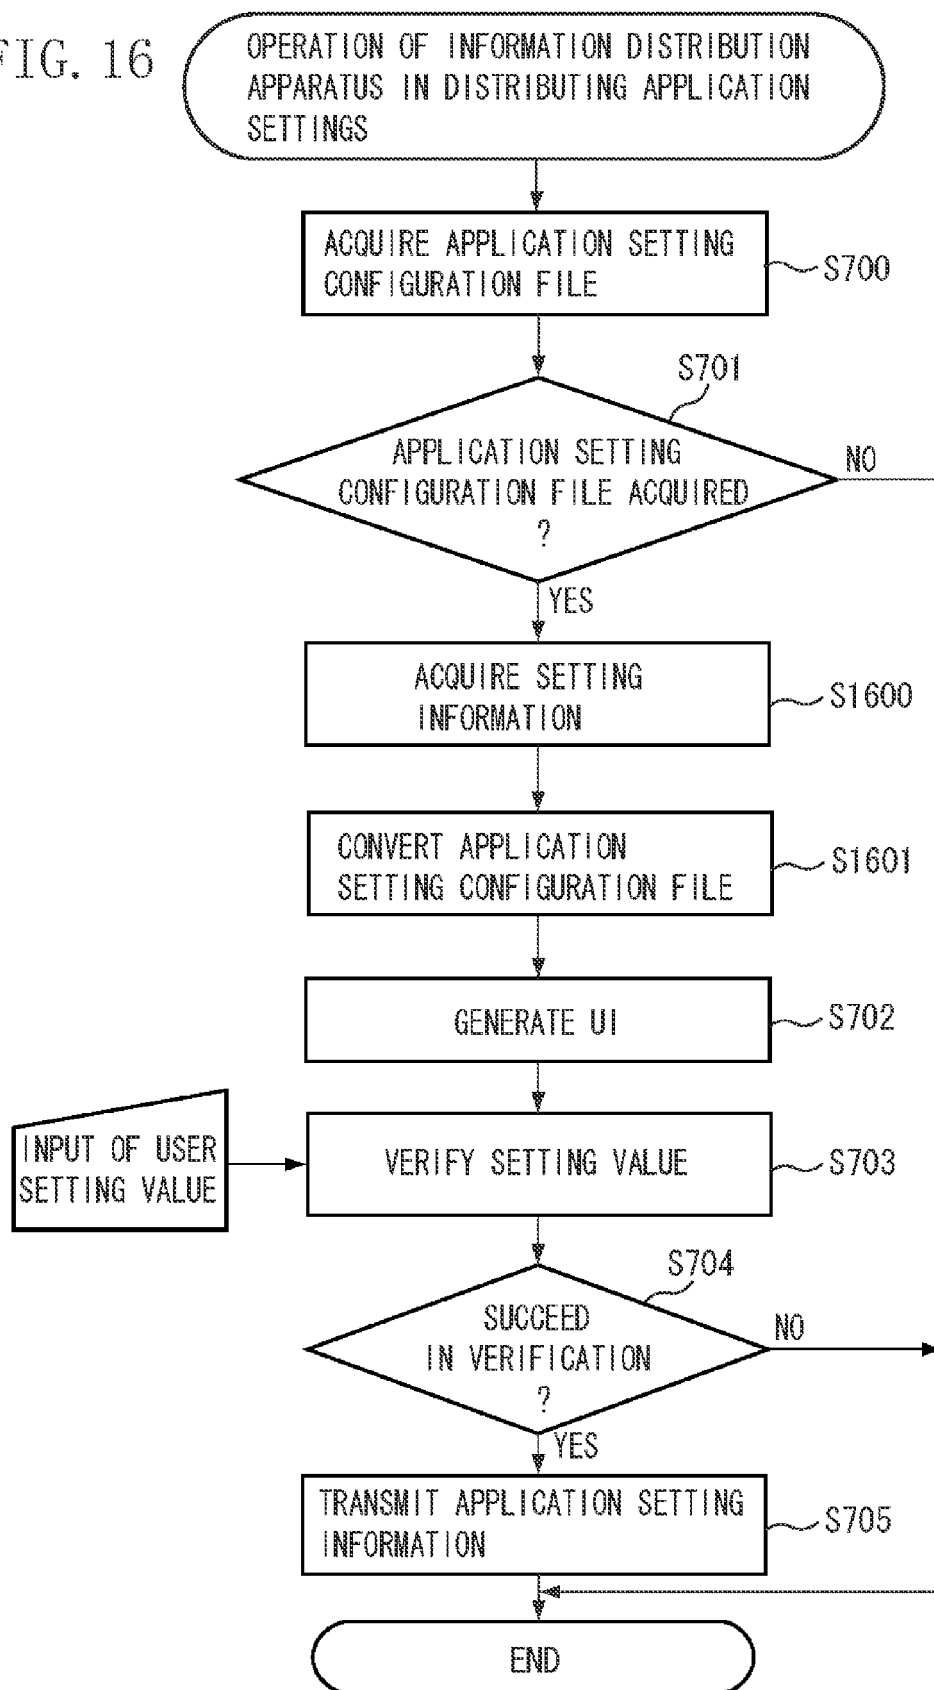 FIG. 16
OPERATION OF INFORMATION DISTRIBUTION
APPARATUS IN DISTRIBUTING APPLICATION
SETTINGS
ACQUIRE APPLICATION SETTING
CONFIGURATION FILE
S700
S701
APPLICATION SETTING
CONFIGURATION FILE ACQUIRED
?
NO
YES
ACQUIRE SETTING
INFORMATION
S1600
CONVERT APPLICATION
SETTING CONFIGURATION FILE
S1601
GENERATE UI
S702
INPUT OF USER
SETTING VALUE
VERIFY SETTING VALUE
S703
S704
SUCCEED
IN VERIFICATION
?
NO
YES
TRANSMIT APPLICATION SETTING
INFORMATION
S705
END